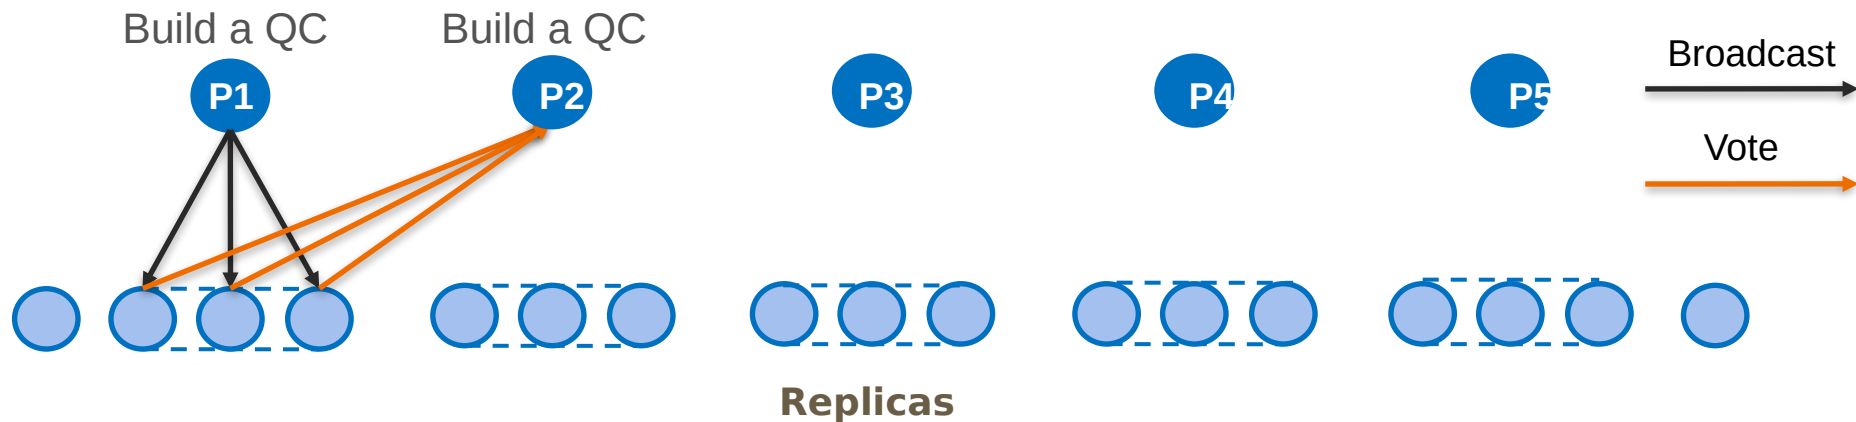 Build a QC
Build a QC
P1
P2
P3
P4
P5
Broadcast
Vote
Replicas